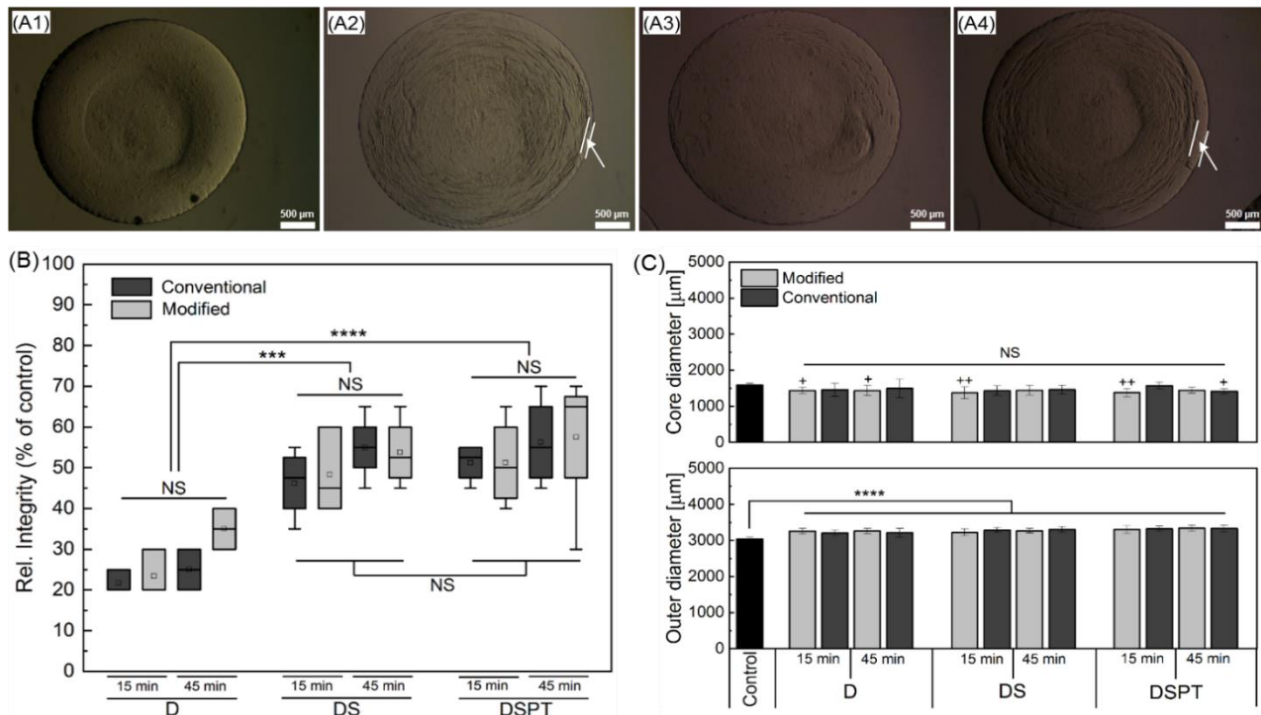 (A1)
500 µm
(A2)
500 µm
(A3)
500 µm
(A4)
500 µm
(B)
Rel. Integrity (% of control)
100
90
80
70
60
50
40
30
20
10
0
Conventional
Modified
****
***
NS
NS
NS
NS
15 min 45 min 15 min 45 min 15 min 45 min
D DS DSPT
(C)
Core diameter [µm]
5000
4000
3000
2000
1000
0
Modified
Conventional
NS
+ + ++ ++ +
Outer diameter [µm]
5000
4000
3000
2000
1000
0
****
Control
15 min 45 min 15 min 45 min 15 min 45 min
D DS DSPT